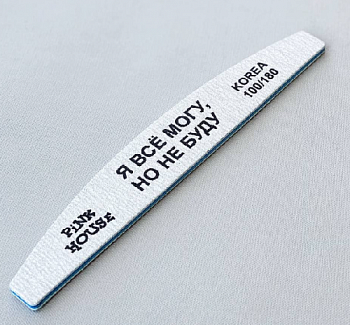 PINK
HOUSE
Я ВСЁ МОГУ,
НО НЕ БУДУ
KOREA
100/180